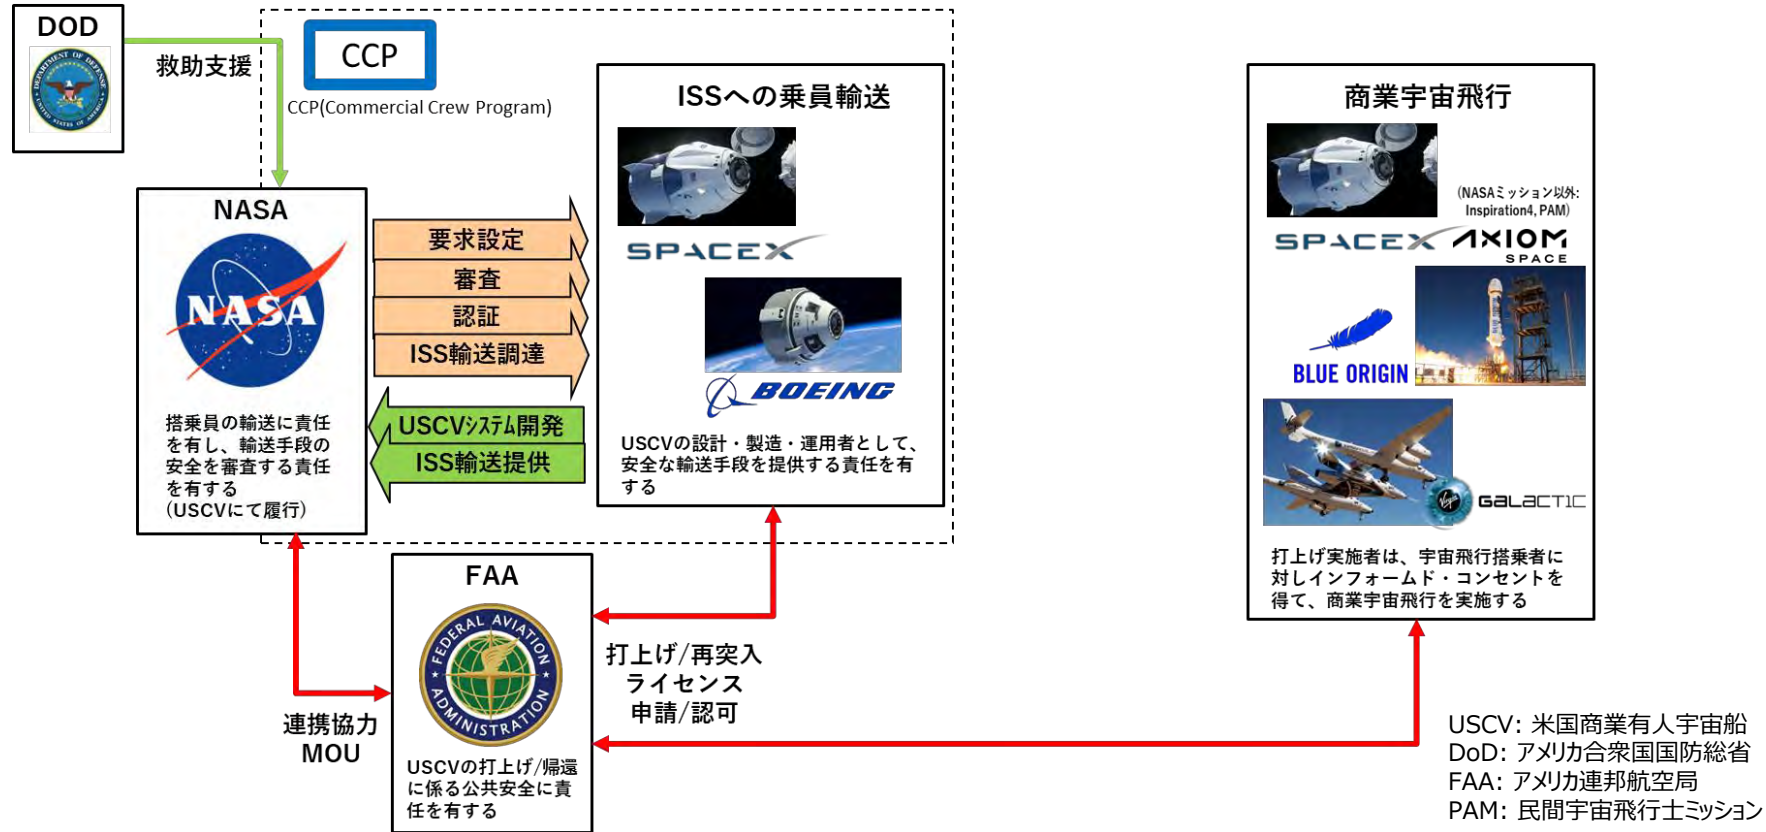 DOD
DEPARTMENT OF DEFENSE
UNITED STATES OF AMERICA
救助支援
CCP
CCP(Commercial Crew Program)
NASA
NASA
搭乗員の輸送に責任
を有し、輸送手段の
安全を審査する責任
を有する
(USCVにて履行)
要求設定
審査
認証
ISS輸送調達
USCVシステム開発
ISS輸送提供
ISSへの乗員輸送
SPACEX
BOEING
USCVの設計・製造・運用者として、
安全な輸送手段を提供する責任を有
する
FAA
FEDERAL AVIATION
ADMINISTRATION
USCVの打上げ/帰還
に係る公共安全に責
任を有する
連携協力
MOU
打上げ/再突入
ライセンス
申請/認可
商業宇宙飛行
(NASAミッション以外:
Inspiration4, PAM)
SPACEX
AXIOM
SPACE
BLUE ORIGIN
Virgin
GALACTIC
打上げ実施者は、宇宙飛行搭乗者に
対しインフォームド・コンセントを
得て、商業宇宙飛行を実施する
USCV: 米国商業有人宇宙船
DoD: アメリカ合衆国国防総省
FAA: アメリカ連邦航空局
PAM: 民間宇宙飛行士ミッション